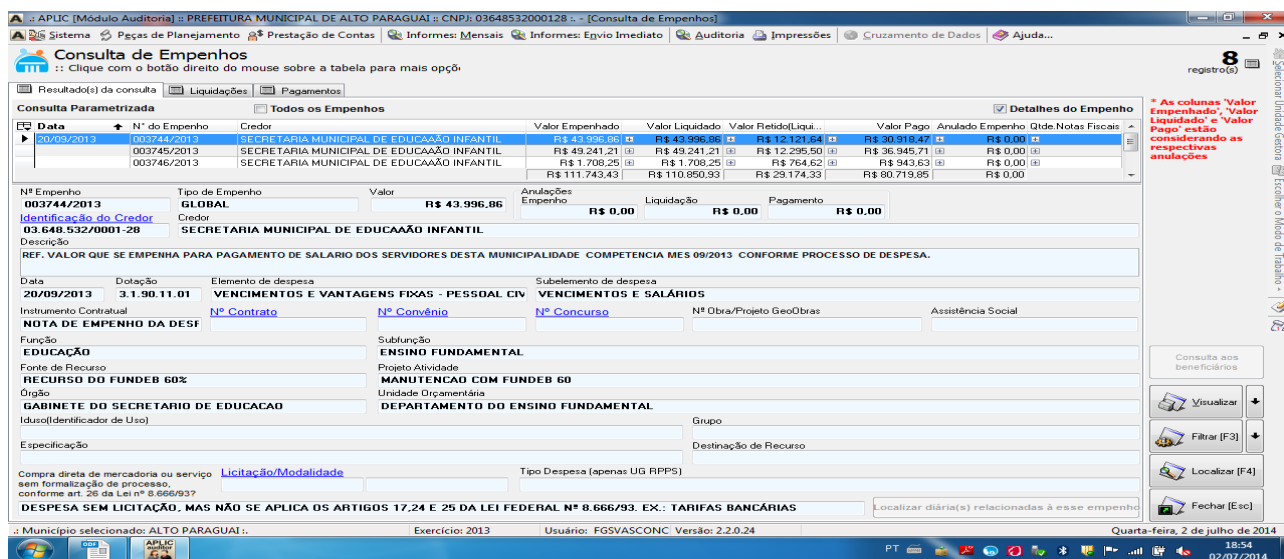 .: APLIC [Módulo Auditoria] :: PREFEITURA MUNICIPAL DE ALTO PARAGUAI :: CNPJ: 03648532000128 :. - [Consulta de Empenhos]
Sistema Peças de Planejamento Prestação de Contas Informes: Mensais Informes: Envio Imediato Auditoria Impressões Cruzamento de Dados Ajuda...
Consulta de Empenhos
:: Clique com o botão direito do mouse sobre a tabela para mais opçõ
8
registro(s)
Resultado(s) da consulta Liquidações Pagamentos
Consulta Parametrizada Todos os Empenhos Detalhes do Empenho
Data N° do Empenho Credor Valor Empenhado Valor Liquidado Valor Retido(Liqui... Valor Pago Anulado Empenho Qtde.Notas Fiscais
20/09/2013 003744/2013 SECRETARIA MUNICIPAL DE EDUCAÃÃO INFANTIL R$ 43.996,86 R$ 43.996,86 R$ 12.121,64 R$ 30.918,47 R$ 0,00
003745/2013 SECRETARIA MUNICIPAL DE EDUCAÃÃO INFANTIL R$ 49.241,21 R$ 49.241,21 R$ 12.295,50 R$ 36.945,71 R$ 0,00
003746/2013 SECRETARIA MUNICIPAL DE EDUCAÃÃO INFANTIL R$ 1.708,25 R$ 1.708,25 R$ 764,62 R$ 943,63 R$ 0,00
R$ 111.743,43 R$ 110.850,93 R$ 29.174,33 R$ 80.719,85 R$ 0,00
* As colunas 'Valor
Empenhado', 'Valor
Liquidado' e 'Valor
Pago' estão
considerando as
respectivas
anulações
Nº Empenho Tipo de Empenho Valor Anulações
Empenho Liquidação Pagamento
003744/2013 GLOBAL R$ 43.996,86 R$ 0,00 R$ 0,00 R$ 0,00
Identificação do Credor Credor
03.648.532/0001-28 SECRETARIA MUNICIPAL DE EDUCAÃÃO INFANTIL
Descrição
REF. VALOR QUE SE EMPENHA PARA PAGAMENTO DE SALARIO DOS SERVIDORES DESTA MUNICIPALIDADE COMPETENCIA MES 09/2013 CONFORME PROCESSO DE DESPESA.
Data Dotação Elemento de despesa Subelemento de despesa
20/09/2013 3.1.90.11.01 VENCIMENTOS E VANTAGENS FIXAS - PESSOAL CIV VENCIMENTOS E SALÁRIOS
Instrumento Contratual Nº Contrato Nº Convênio Nº Concurso Nº Obra/Projeto GeoObras Assistência Social
NOTA DE EMPENHO DA DESF
Função Subfunção
EDUCAÇÃO ENSINO FUNDAMENTAL
Fonte de Recurso Projeto Atividade
RECURSO DO FUNDEB 60% MANUTENCAO COM FUNDEB 60
Órgão Unidade Orçamentária
GABINETE DO SECRETARIO DE EDUCACAO DEPARTAMENTO DO ENSINO FUNDAMENTAL
Iduso(Identificador de Uso) Grupo
Especificação Destinação de Recurso
Compra direta de mercadoria ou serviço Licitação/Modalidade Tipo Despesa (apenas UG RPPS)
sem formalização de processo,
conforme art. 26 da Lei nº 8.666/93?
DESPESA SEM LICITAÇÃO, MAS NÃO SE APLICA OS ARTIGOS 17,24 E 25 DA LEI FEDERAL Nº 8.666/93. EX.: TARIFAS BANCÁRIAS Localizar diária(s) relacionadas à esse empenho
Consulta aos
beneficiários
Visualizar
Filtrar [F3]
Localizar [F4]
Fechar [Esc]
Selecionar Unidade Gestora
Escolher o Modo de Trabalho
.: Município selecionado: ALTO PARAGUAI :. Exercício: 2013 Usuário: FGSVASCONC Versão: 2.2.0.24 Quarta-feira, 2 de julho de 2014
ODF APLIC auditor PT 18:54
02/07/2014